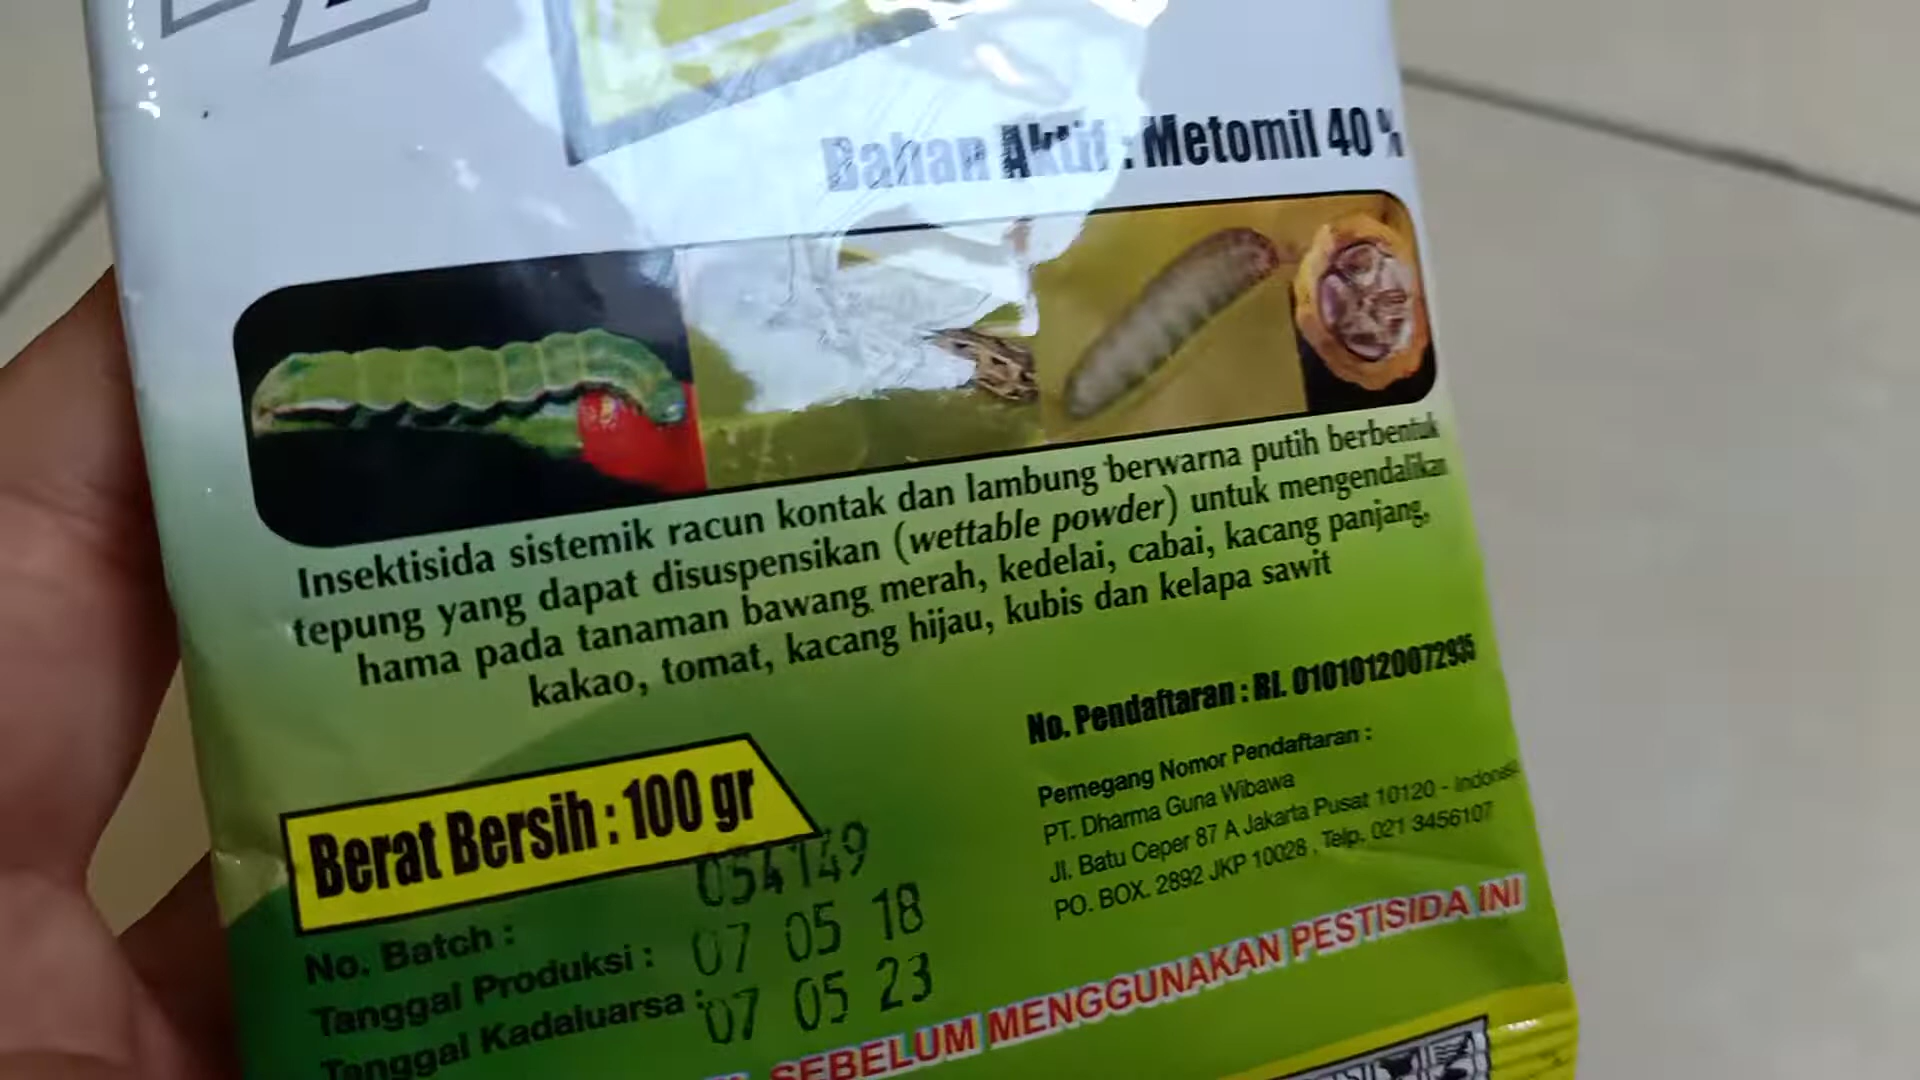 Bahan Aktif : Metomil 40 %
Insektisida sistemik racun kontak dan lambung berwarna putih berbentuk
tepung yang dapat disuspensikan (wettable powder) untuk mengendalikan
hama pada tanaman bawang merah, kedelai, cabai, kacang panjang,
kakao, tomat, kacang hijau, kubis dan kelapa sawit
No. Pendaftaran : RI. 01010120072935
Pemegang Nomor Pendaftaran :
PT. Dharma Guna Wibawa
Jl. Batu Ceper 87 A Jakarta Pusat 10120 - Indonesia
PO. BOX. 2892 JKP 10028 , Telp. 021 3456107
Berat Bersih : 100 gr
No. Batch : 054149
Tanggal Produksi : 07 05 18
Tanggal Kadaluarsa : 07 05 23
SEBELUM MENGGUNAKAN PESTISIDA INI